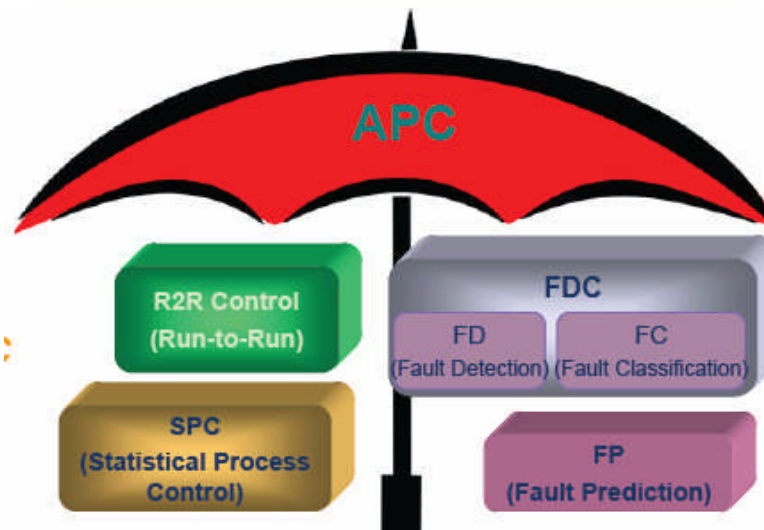 APC
R2R Control
(Run-to-Run)
FDC
FD
(Fault Detection)
FC
(Fault Classification)
SPC
(Statistical Process
Control)
FP
(Fault Prediction)